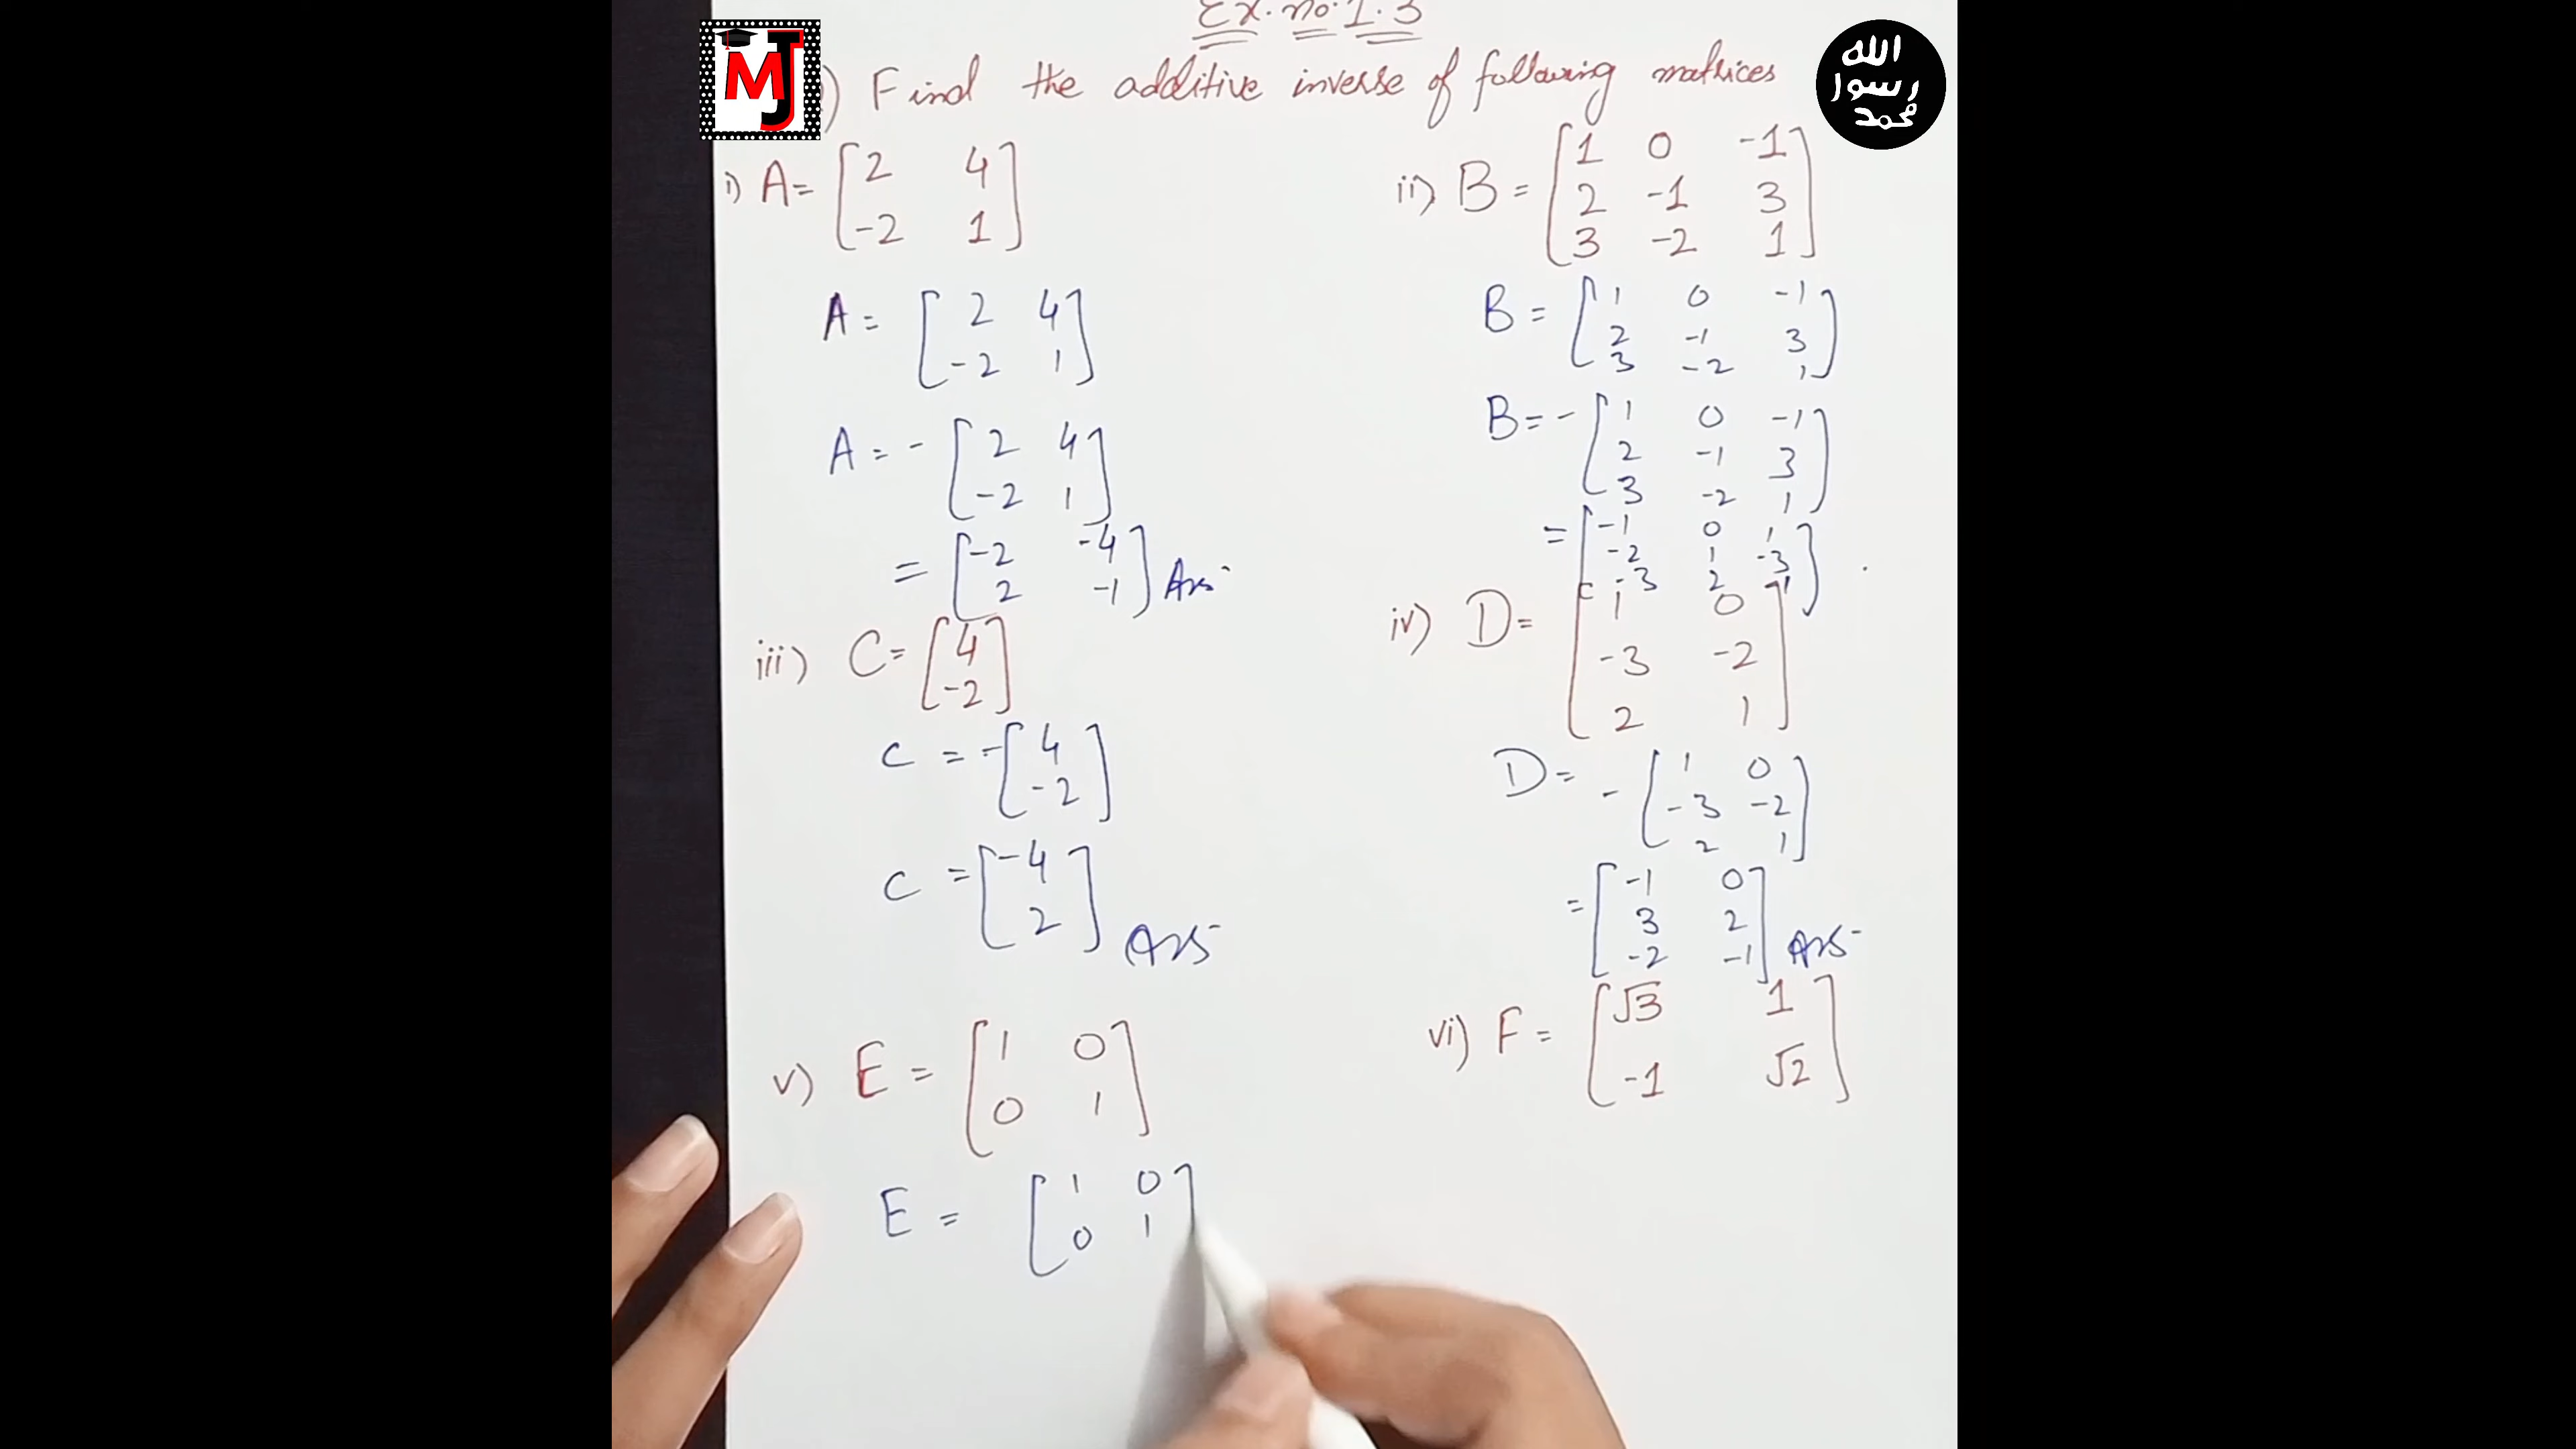 Ex. no. 1.3
MJ
) Find the additive inverse of following matrices
الله
رسول
محمد
i) A = [2 4
-2 1]
A = [2 4
-2 1]
A = - [2 4
-2 1]
= [-2 -4
2 -1] Ans
ii) B = [1 0 -1
2 -1 3
3 -2 1]
B = [1 0 -1
2 -1 3
3 -2 1]
B = - [1 0 -1
2 -1 3
3 -2 1]
= [-1 0 1
-2 1 -3
-3 2 -1]
iii) C = [4
-2]
C = - [4
-2]
C = [-4
2] Ans
iv) D = [1 0
-3 -2
2 1]
D = - [1 0
-3 -2
2 1]
= [-1 0
3 2
-2 -1] Ans
v) E = [1 0
0 1]
E = [1 0
0 1]
vi) F = [√3 1
-1 √2]